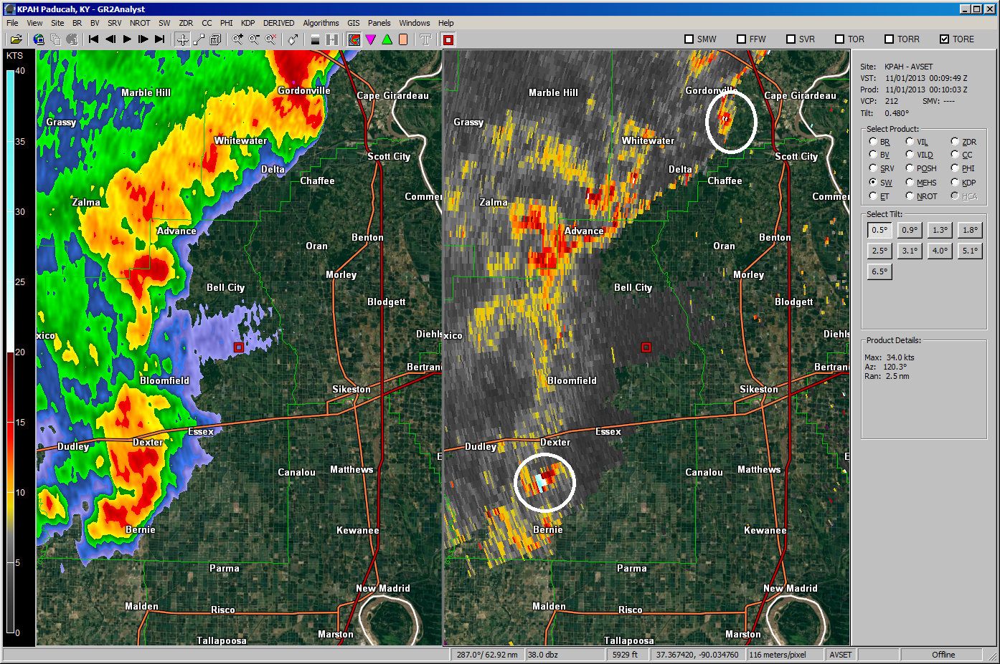 KPAH Paducah, KY - GR2Analyst
File View Site BR BV SRV NROT SW ZDR CC PHI KDP DERIVED Algorithms GIS Panels Windows Help
SMW FFW SVR TOR TORR TORE
KTS
40
35
30
25
20
15
10
5
0
Marble Hill
Gordonville
Cape Girardeau
Grassy
Whitewater
Scott City
Delta
Chaffee
Zalma
Commer
Advance
Benton
Oran
Morley
Bell City
Blodgett
xico
Diehls
Bertran
Bloomfield
Sikeston
Essex
Dudley
Dexter
E
Canalou
Matthews
Bernie
Kewanee
Parma
New Madrid
Malden
Risco
Marston
Tallapoosa
Marble Hill
Gordonville
Cape Girardeau
Grassy
Whitewater
Scott City
Delta
Chaffee
Zalma
Commer
Advance
Benton
Oran
Morley
Bell City
Blodgett
xico
Diehls
Bertran
Bloomfield
Sikeston
Essex
Dudley
Dexter
E
Canalou
Matthews
Bernie
Kewanee
Parma
New Madrid
Malden
Risco
Marston
Tallapoosa
Site: KPAH - AVSET
VST: 11/01/2013 00:09:49 Z
Prod: 11/01/2013 00:10:03 Z
VCP: 212 SMV: ----
Tilt: 0.480°
Select Product:
BR VIL ZDR
BV VILD CC
SRV POSH PHI
SW MEHS KDP
ET NROT HCA
Select Tilt:
0.5° 0.9° 1.3° 1.8°
2.5° 3.1° 4.0° 5.1°
6.5°
Product Details:
Max: 34.0 kts
Az: 120.3°
Ran: 2.5 nm
287.0°/ 62.92 nm 38.0 dbz 5929 ft 37.367420, -90.034760 116 meters/pixel AVSET Offline